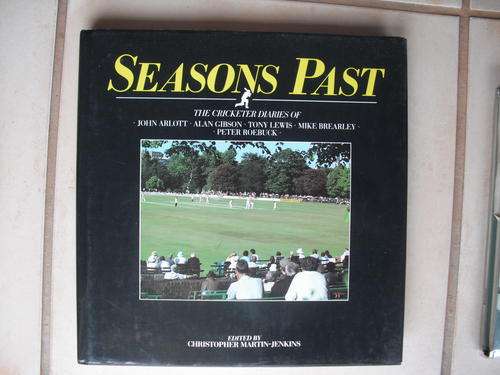 SEASONS PAST
THE CRICKETER DIARIES OF
· JOHN ARLOTT · ALAN GIBSON · TONY LEWIS · MIKE BREARLEY ·
· PETER ROEBUCK ·
EDITED BY
CHRISTOPHER MARTIN-JENKINS